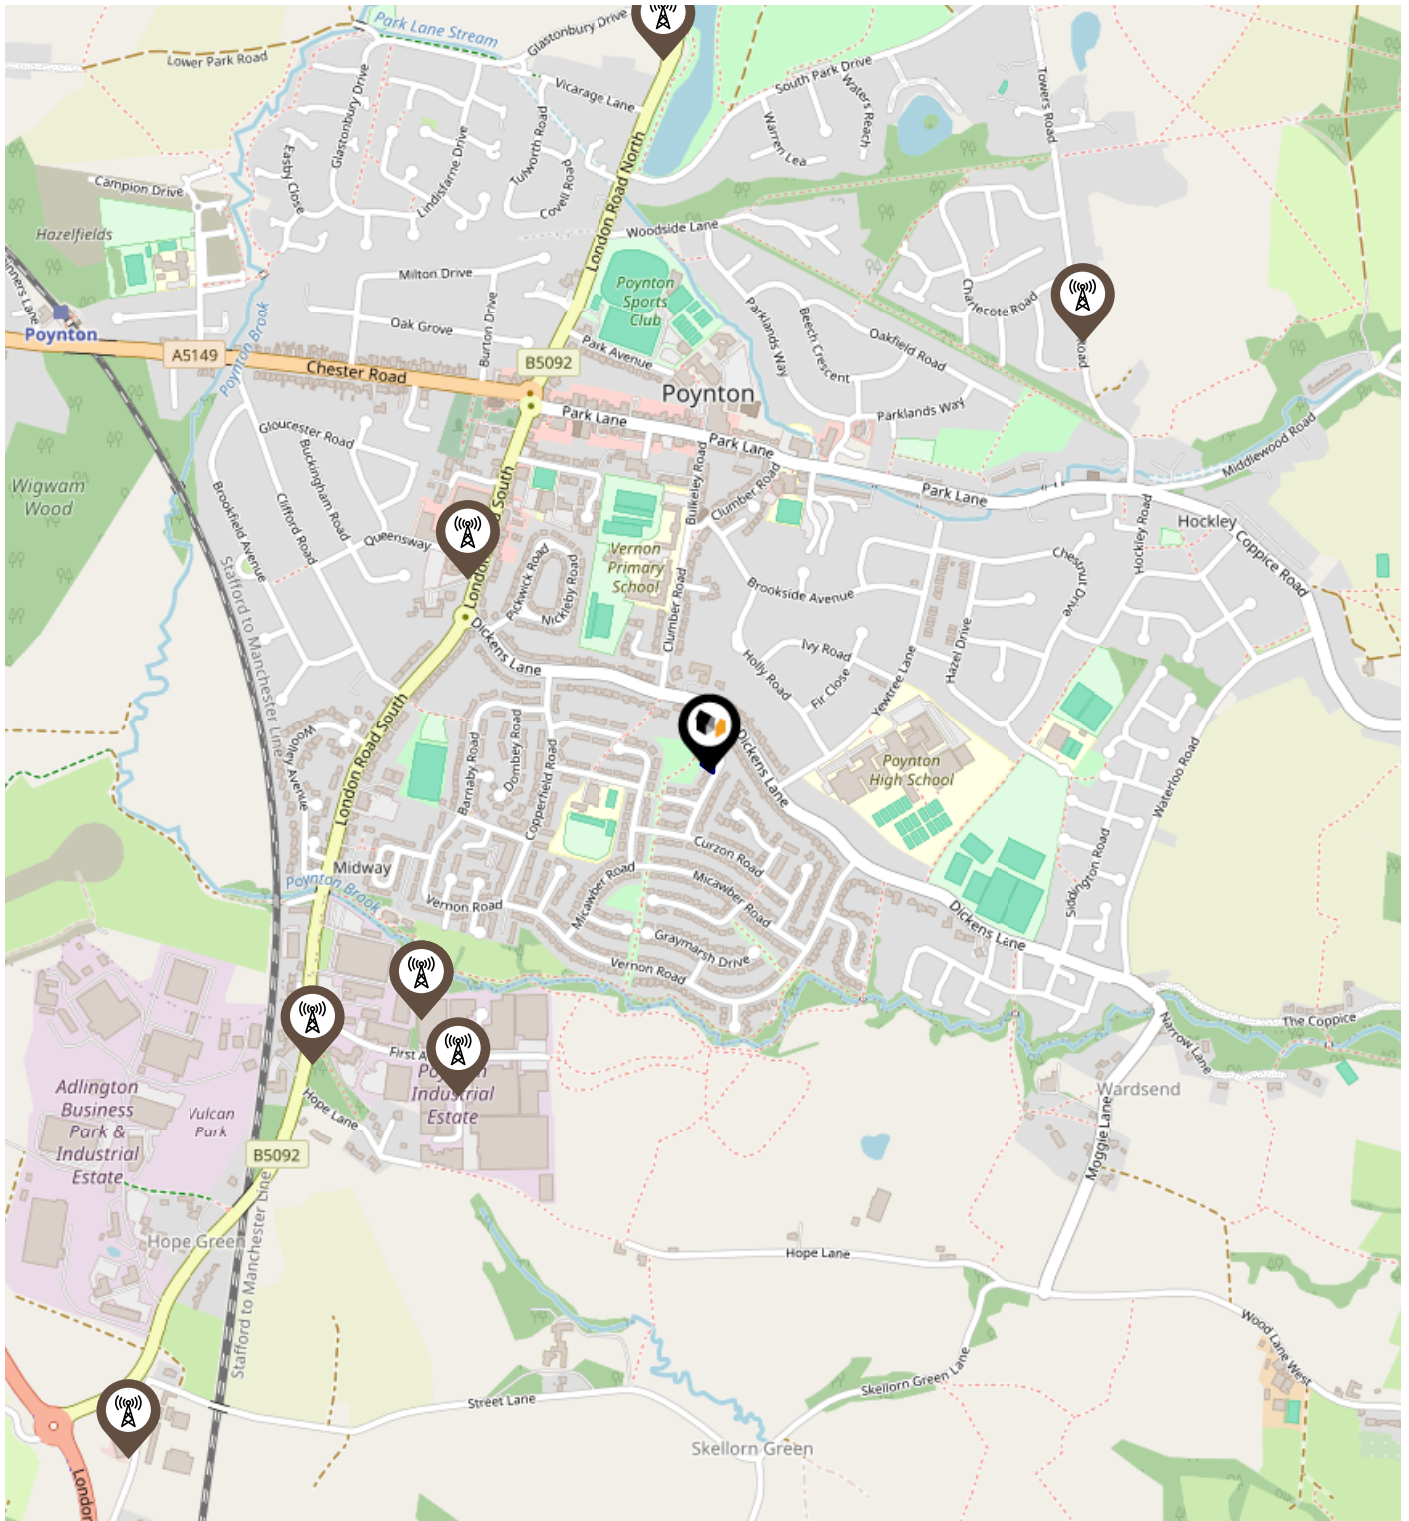 Park Lane Stream
Glastonbury Drive
Lower Park Road
Vicarage Lane
South Park Drive
Waters Reach
Towers Road
Glastonbury Drive
Easby Close
Lindisfarne Drive
Tulworth Road
Covell Road
London Road North
Warren Lea
Campion Drive
Hazelfields
Woodside Lane
Milton Drive
Poynton
Sports
Club
Oak Grove
Burton Drive
Park Avenue
Parklands Way
Beech Crescent
Charlecote Road
Oakfield Road
Road
Poynton
Poynton Brook
A5149
B5092
Chester Road
Poynton
Park Lane
Park Lane
Parklands Way
Middlewood Road
Gloucester Road
Buckingham Road
Clifford Road
Brookfield Avenue
Queensway
Wigwam
Wood
Bulkeley Road
Clumber Road
Park Lane
Hockley
Hockley Road
Coppice Road
Vernon
Primary
School
Pickwick Road
Nickleby Road
Clumber Road
Brookside Avenue
Chestnut Drive
Stafford to Manchester Line
Dickens Lane
Ivy Road
Holly Road
Fir Close
Yewtree Lane
Hazel Drive
London Road South
Woolley Avenue
Barnaby Road
Dombey Road
Copperfield Road
Dickens Lane
Poynton
High School
Waterloo Road
Midway
Poynton Brook
Curzon Road
Micawber Road
Micawber Road
Vernon Road
Graymarsh Drive
Vernon Road
Siddington Road
Dickens Lane
The Coppice
Narrow Lane
Wardsend
Moggie Lane
First A
Industrial
Estate
Adlington
Business
Park &
Industrial
Estate
Vulcan
Park
Hope Lane
B5092
Hope Green
Stafford to Manchester Line
Hope Lane
Wood Lane West
Skellorn Green Lane
Street Lane
Skellorn Green
London